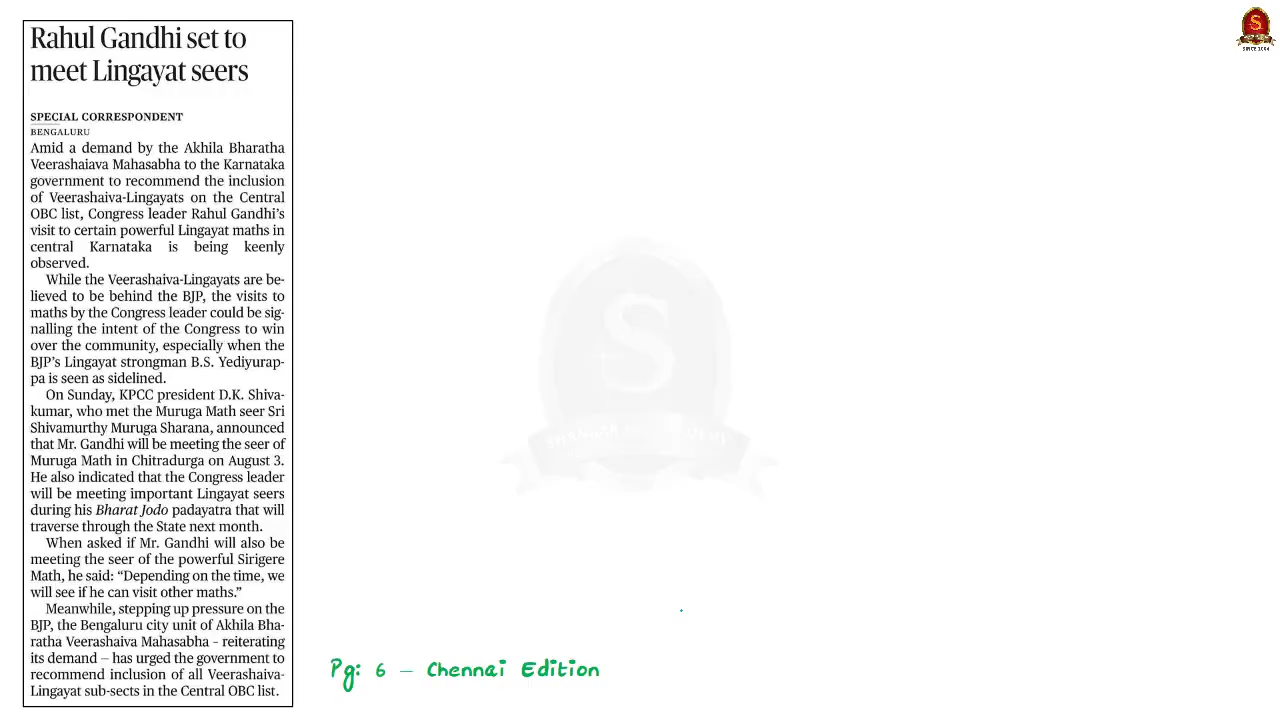 Rahul Gandhi set to
meet Lingayat seers
SPECIAL CORRESPONDENT
BENGALURU
Amid a demand by the Akhila Bharatha
Veerashaiava Mahasabha to the Karnataka
government to recommend the inclusion
of Veerashaiva-Lingayats on the Central
OBC list, Congress leader Rahul Gandhi's
visit to certain powerful Lingayat maths in
central Karnataka is being keenly
observed.
While the Veerashaiva-Lingayats are be-
lieved to be behind the BJP, the visits to
maths by the Congress leader could be sig-
nalling the intent of the Congress to win
over the community, especially when the
BJP's Lingayat strongman B.S. Yediyurap-
pa is seen as sidelined.
On Sunday, KPCC president D.K. Shiva-
kumar, who met the Muruga Math seer Sri
Shivamurthy Muruga Sharana, announced
that Mr. Gandhi will be meeting the seer of
Muruga Math in Chitradurga on August 3.
He also indicated that the Congress leader
will be meeting important Lingayat seers
during his Bharat Jodo padayatra that will
traverse through the State next month.
When asked if Mr. Gandhi will also be
meeting the seer of the powerful Sirigere
Math, he said: “Depending on the time, we
will see if he can visit other maths.”
Meanwhile, stepping up pressure on the
BJP, the Bengaluru city unit of Akhila Bha-
ratha Veerashaiva Mahasabha - reiterating
its demand — has urged the government to
recommend inclusion of all Veerashaiva-
Lingayat sub-sects in the Central OBC list.
Pg: 6 — Chennai Edition
S
SINCE 2004
S
SHANKAR IAS ACADEMY